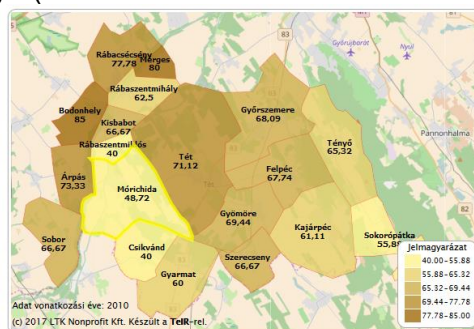 83
Győrújbarát
Nyúl
Rábacsécsény
77,78
Mérges
80
Rábaszentmihály
62,5
Bodonhely
85
Kisbabot
66,67
Rábaszentmiklós
40
Győrszemere
68,09
Tényő
65,32
Pannonhalma
Tét
71,12
Felpéc
67,74
Árpás
73,33
Mórichida
48,72
Gyömöre
69,44
Kajárpéc
61,11
Sokorópátka
55,88
82
Sobor
66,67
Csikvánd
40
Szerecseny
66,67
Gyarmat
60
83
Jelmagyarázat
40.00-55.88
55.88-65.32
65.32-69.44
69.44-77.78
77.78-85.00
Adat vonatkozási éve: 2010
(c) 2017 LTK Nonprofit Kft. Készült a TeIR-rel.